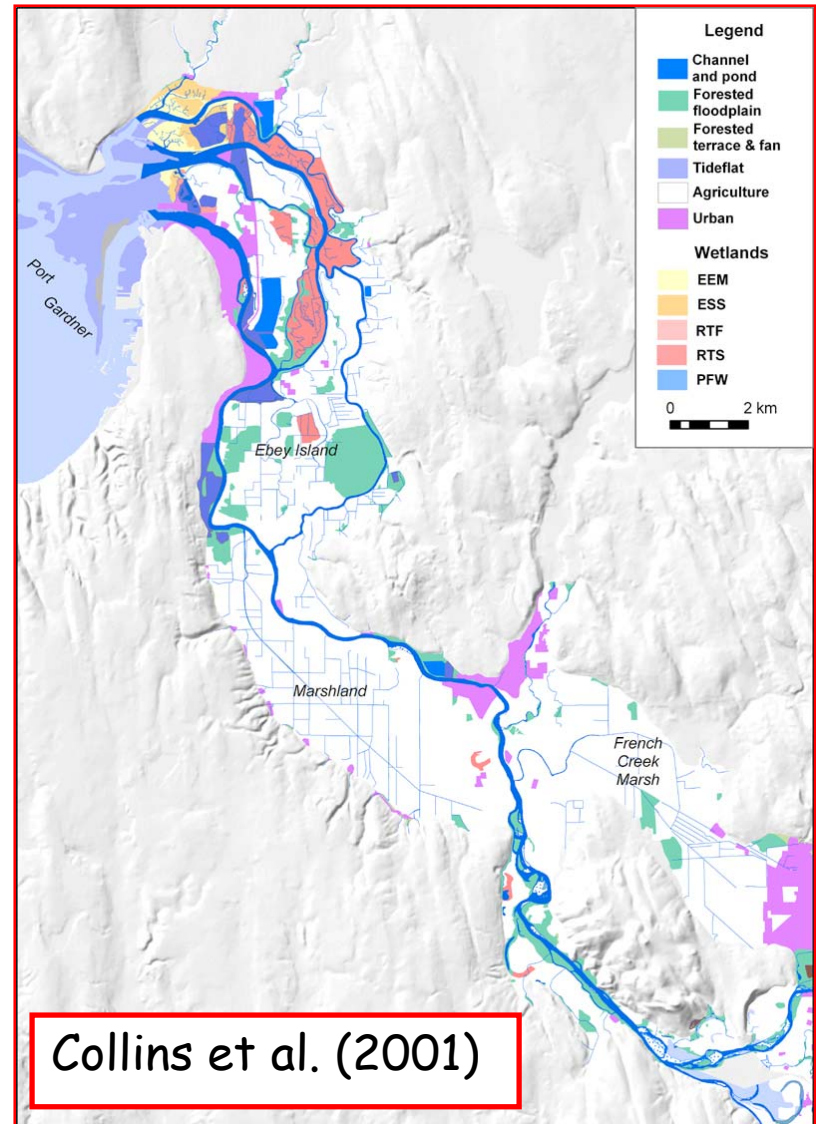 Legend
Channel
and pond
Forested
floodplain
Forested
terrace & fan
Tideflat
Agriculture
Urban
Wetlands
EEM
ESS
RTF
RTS
PFW
0 2 km
Port
Gardner
Ebey Island
Marshland
French
Creek
Marsh
Collins et al. (2001)